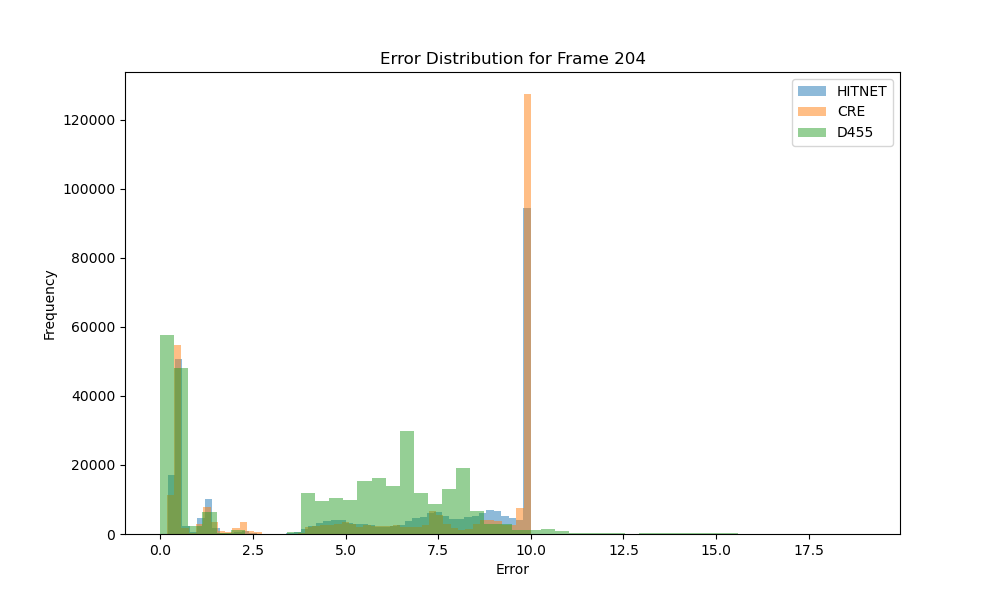 Error Distribution for Frame 204
HITNET
CRE
D455
120000
100000
80000
60000
40000
20000
0
Frequency
0.0 2.5 5.0 7.5 10.0 12.5 15.0 17.5
Error